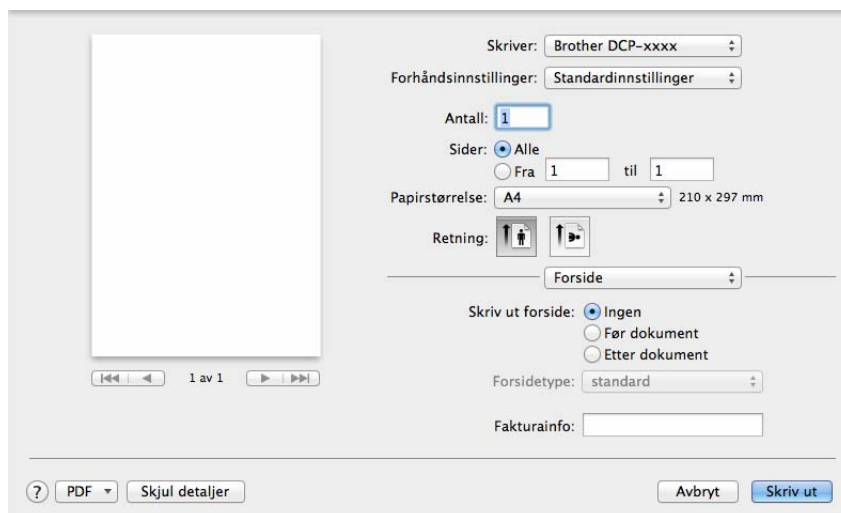 Skriver: Brother DCP-xxxx
Forhåndsinnstillinger: Standardinnstillinger
Antall: 1
Sider: Alle
Fra 1 til 1
Papirstørrelse: A4 210 x 297 mm
Retning:
Forside
Skriv ut forside: Ingen
Før dokument
Etter dokument
1 av 1
Forsidetype: standard
Fakturainfo:
? PDF Skjul detaljer Avbryt Skriv ut